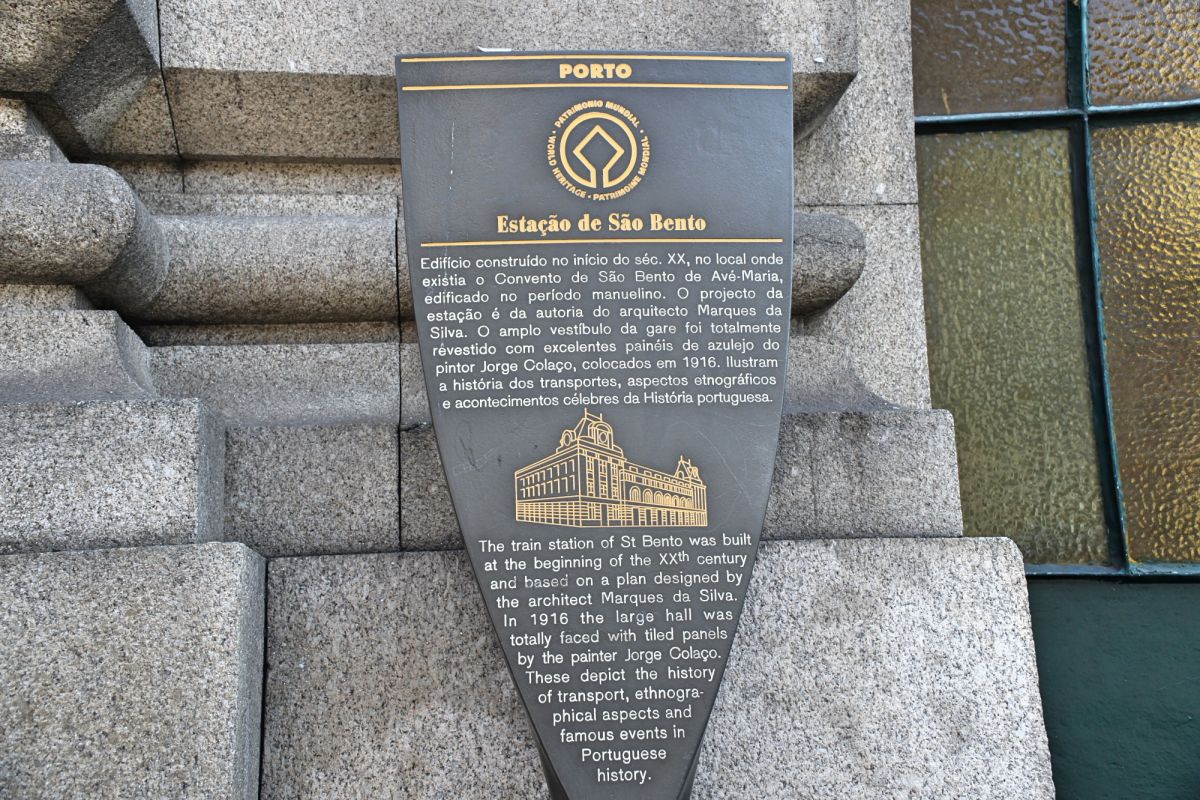 PORTO
· PATRIMONIO MUNDIAL ·
WORLD HERITAGE · PATRIMOINE MONDIAL
Estação de São Bento
Edifício construído no início do séc. XX, no local onde
existia o Convento de São Bento de Avé-Maria,
edificado no período manuelino. O projecto da
estação é da autoria do arquitecto Marques da
Silva. O amplo vestíbulo da gare foi totalmente
révestido com excelentes painéis de azulejo do
pintor Jorge Colaço, colocados em 1916. Ilustram
a história dos transportes, aspectos etnográficos
e acontecimentos célebres da História portuguesa.
The train station of St Bento was built
at the beginning of the XXth century
and based on a plan designed by
the architect Marques da Silva.
In 1916 the large hall was
totally faced with tiled panels
by the painter Jorge Colaço.
These depict the history
of transport, ethnogra-
phical aspects and
famous events in
Portuguese
history.